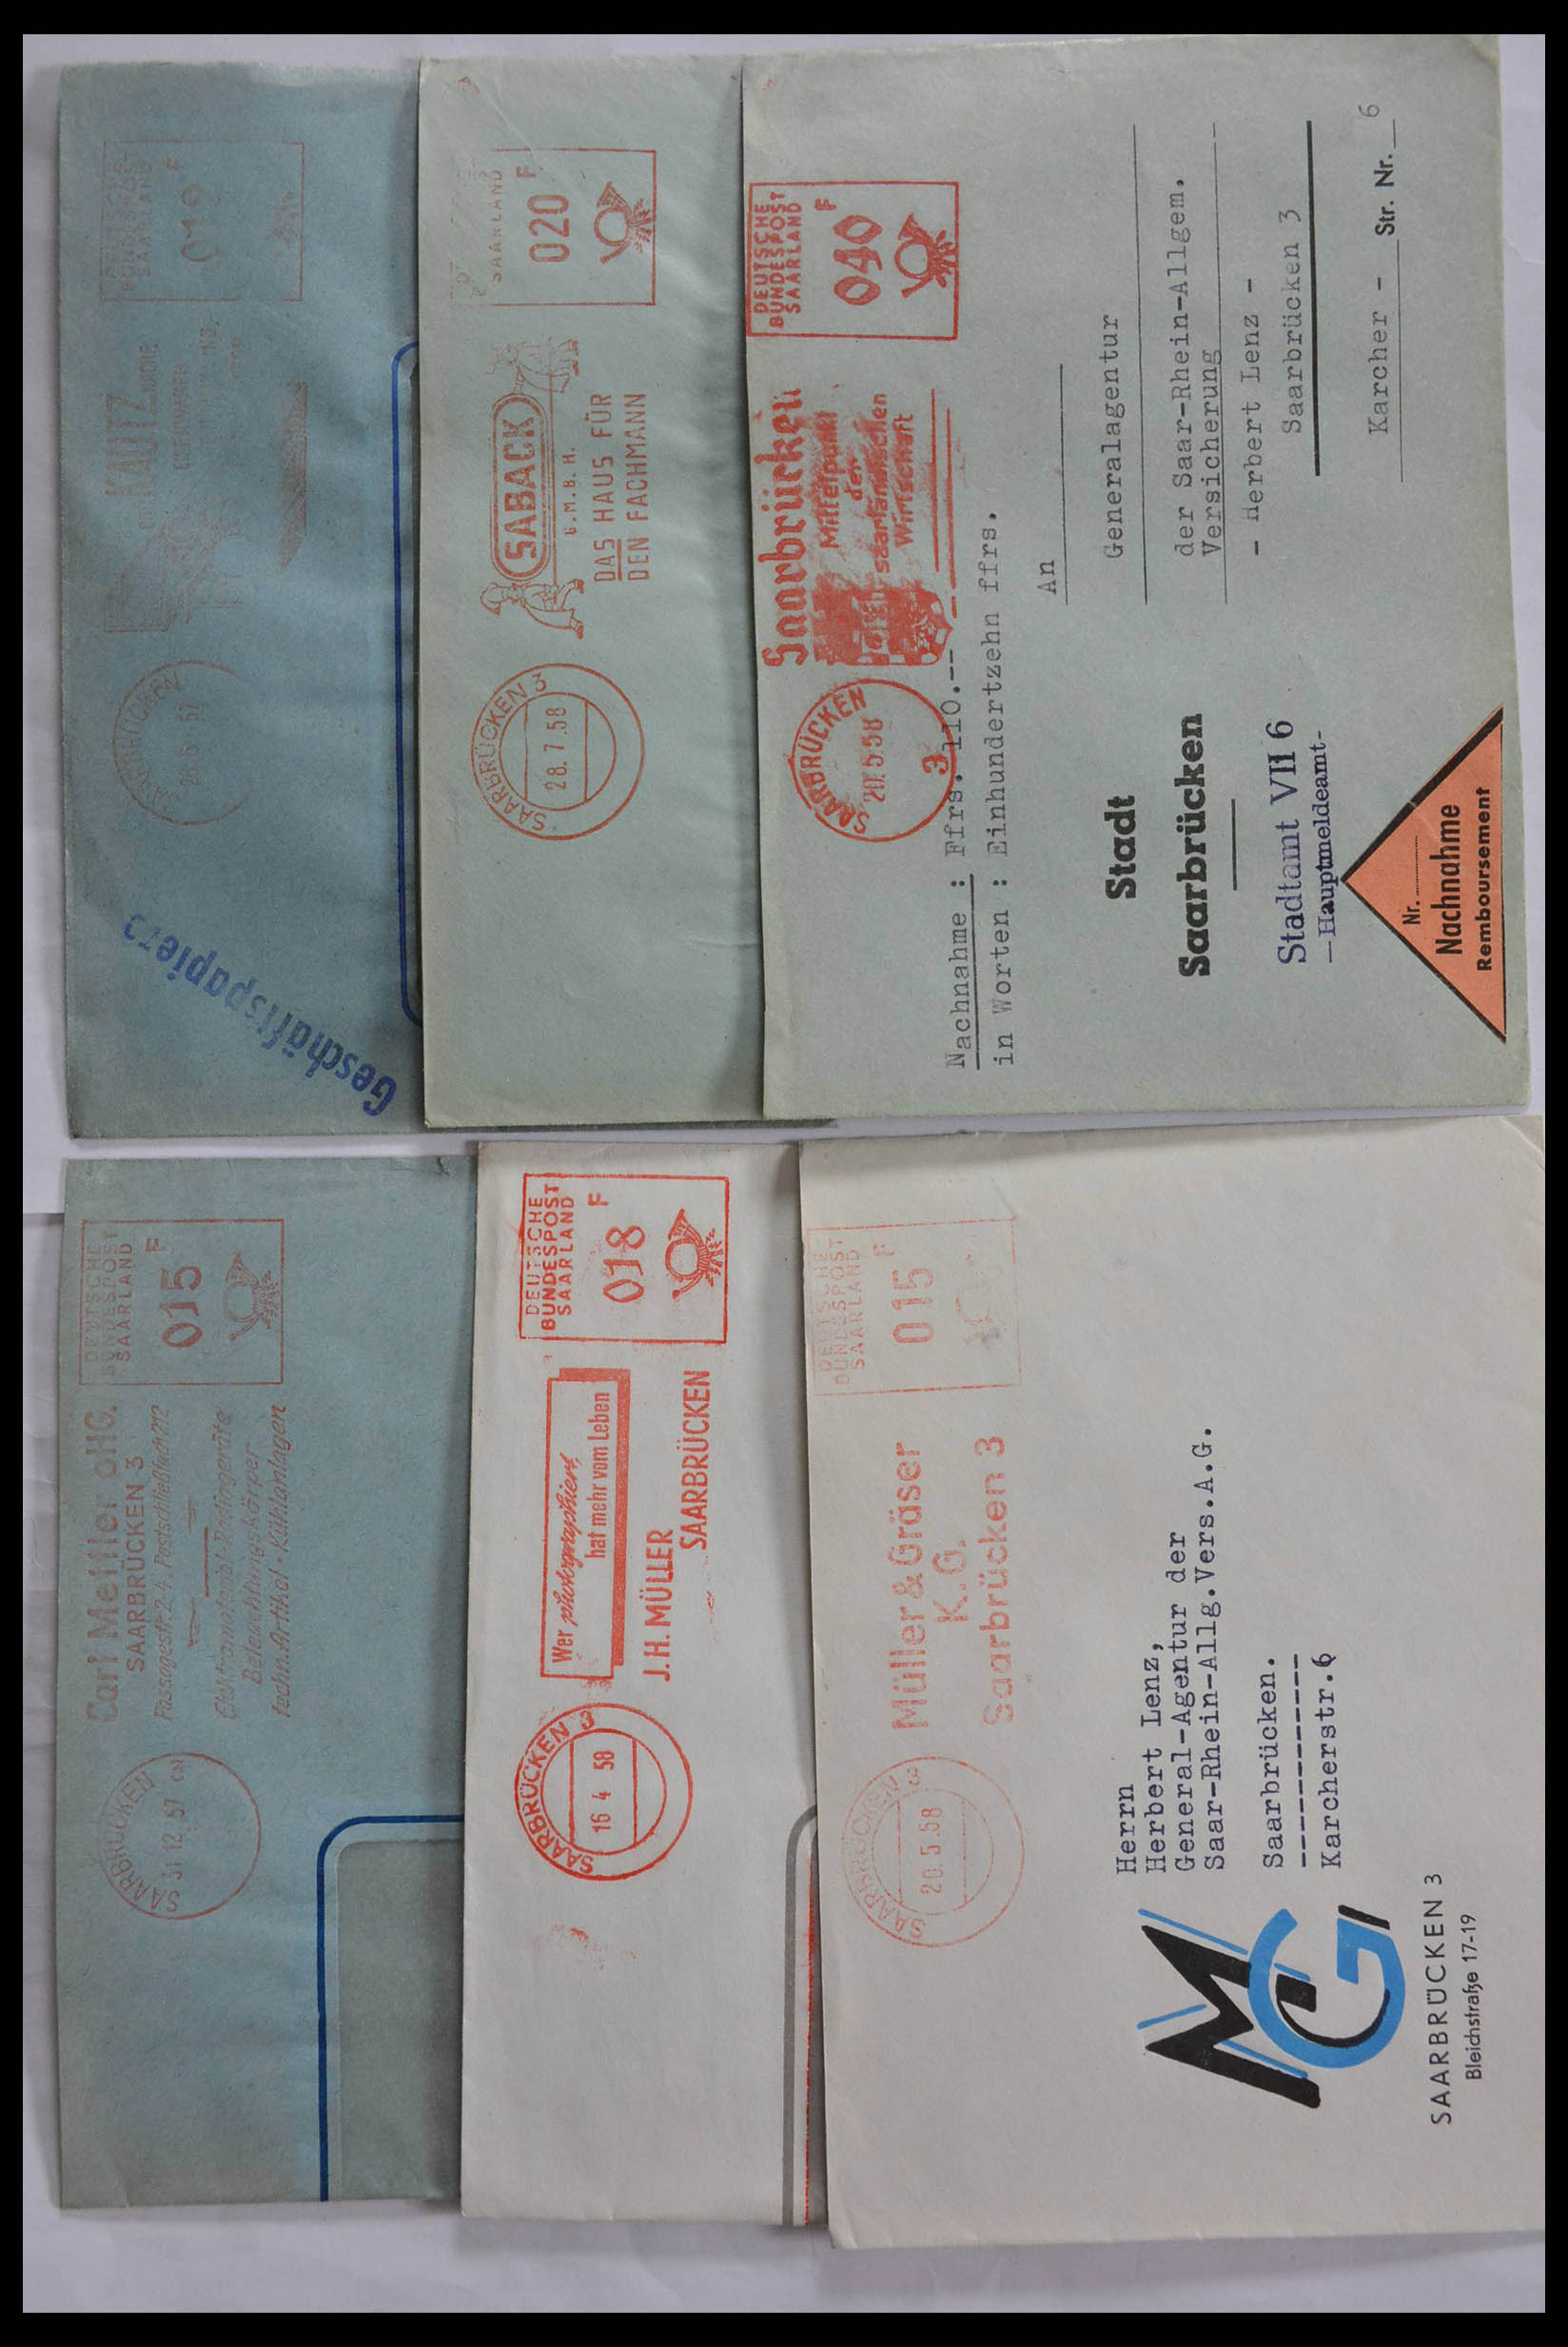 SAARBRÜCKEN
KAUTZ
DEUTSCHE
BUNDESPOST
SAARLAND
F
Geschäftspapiere
SAARBRÜCKEN 3
28.7.58
SABACK
G.M.B.H.
DAS HAUS FÜR
DEN FACHMANN
SAARLAND
020 F
SAARBRÜCKEN
20.5.58
3
Saarbrücken
Mittelpunkt
der
saarländischen
Wirtschaft
DEUTSCHE
BUNDESPOST
SAARLAND
040 F
Nachnahme : Ffrs. 110.--
in Worten : Einhundertzehn ffrs.
An
Generalagentur
der Saar-Rhein-Allgem.
Versicherung
- Herbert Lenz -
Saarbrücken 3
Karcher - Str. Nr. 6
Stadt
Saarbrücken
Stadtamt VII 6
-Hauptmeldeamt-
Nr.
Nachnahme
Remboursement
SAARBRÜCKEN 3
31.12.57
SAARBRÜCKEN 3
Passagestr. 2-4, Postschließfach 212
Beleuchtungskörper
techn. Artikel · Kühlanlagen
DEUTSCHE
BUNDESPOST
SAARLAND
015 F
SAARBRÜCKEN 3
16 4 58
Wer photographiert,
hat mehr vom Leben
J.H. MÜLLER
SAARBRÜCKEN
DEUTSCHE
BUNDESPOST
SAARLAND
018 F
SAARBRÜCKEN 3
20.5.58
Müller & Gräser
K.G.
Saarbrücken 3
DEUTSCHE
BUNDESPOST
SAARLAND
015 F
Herrn
Herbert Lenz,
General-Agentur der
Saar-Rhein-Allg.Vers.A.G.
Saarbrücken.
-------------
Karcherstr.6
MG
SAARBRÜCKEN 3
Bleichstraße 17-19